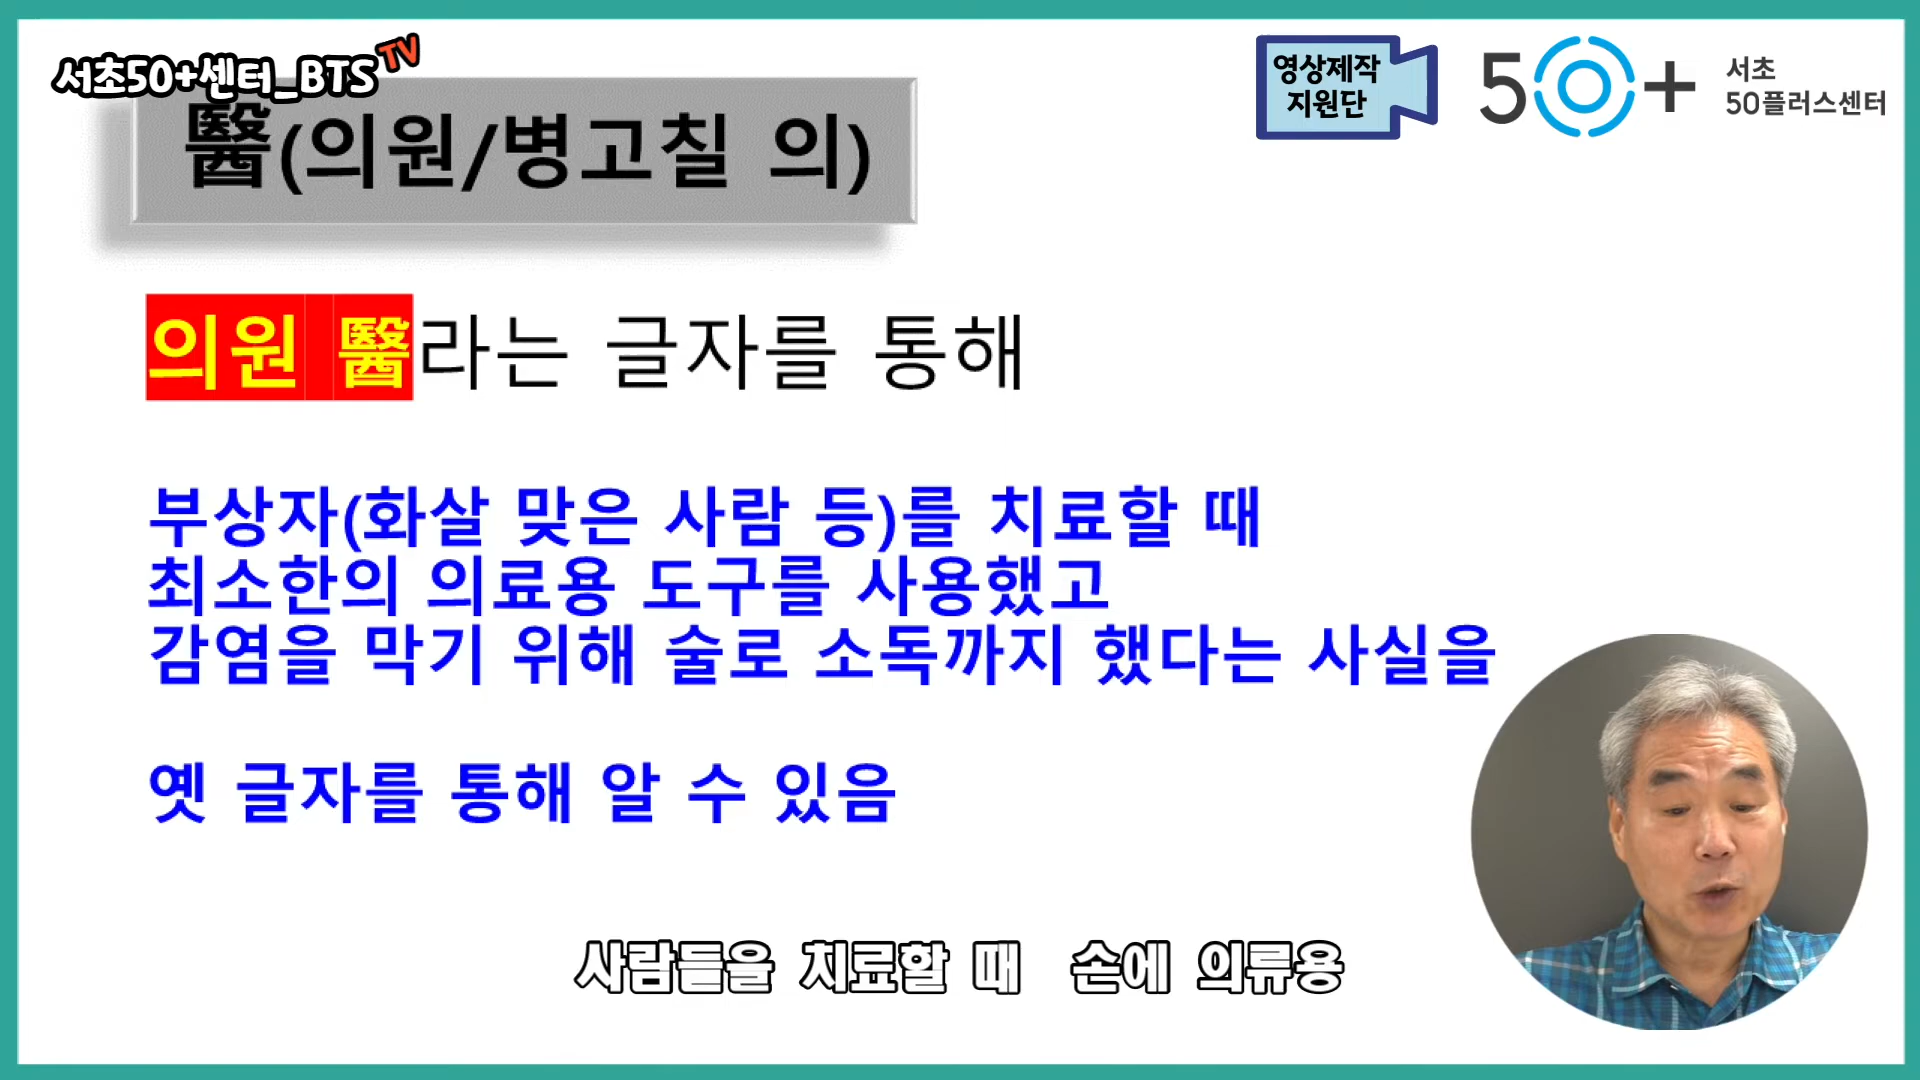 서초50+센터_BTS TV
영상제작
지원단
50+
서초
50플러스센터
醫(의원/병고칠 의)
의원 醫라는 글자를 통해
부상자(화살 맞은 사람 등)를 치료할 때
최소한의 의료용 도구를 사용했고
감염을 막기 위해 술로 소독까지 했다는 사실을
옛 글자를 통해 알 수 있음
사람들을 치료할 때 손에 의류용